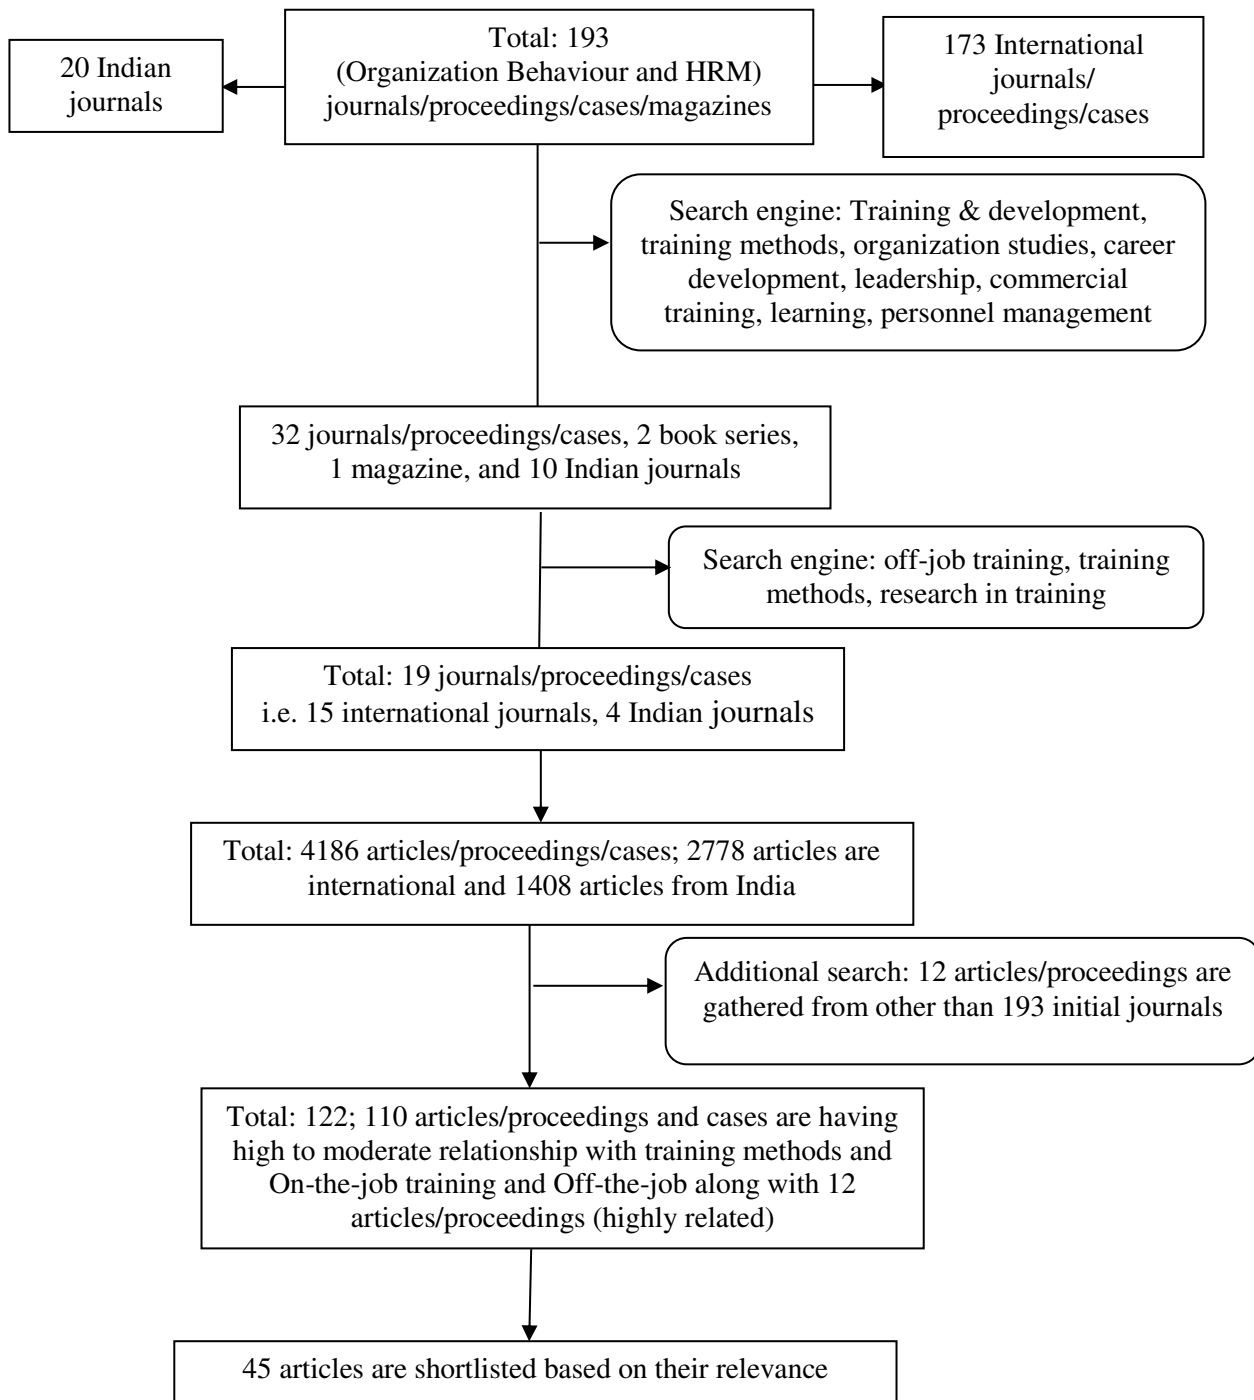 20 Indian
journals
Total: 193
(Organization Behaviour and HRM)
journals/proceedings/cases/magazines
173 International
journals/
proceedings/cases
Search engine: Training & development,
training methods, organization studies, career
development, leadership, commercial
training, learning, personnel management
32 journals/proceedings/cases, 2 book series,
1 magazine, and 10 Indian journals
Search engine: off-job training, training
methods, research in training
Total: 19 journals/proceedings/cases
i.e. 15 international journals, 4 Indian journals
Total: 4186 articles/proceedings/cases; 2778 articles are
international and 1408 articles from India
Additional search: 12 articles/proceedings are
gathered from other than 193 initial journals
Total: 122; 110 articles/proceedings and cases are having
high to moderate relationship with training methods and
On-the-job training and Off-the-job along with 12
articles/proceedings (highly related)
45 articles are shortlisted based on their relevance